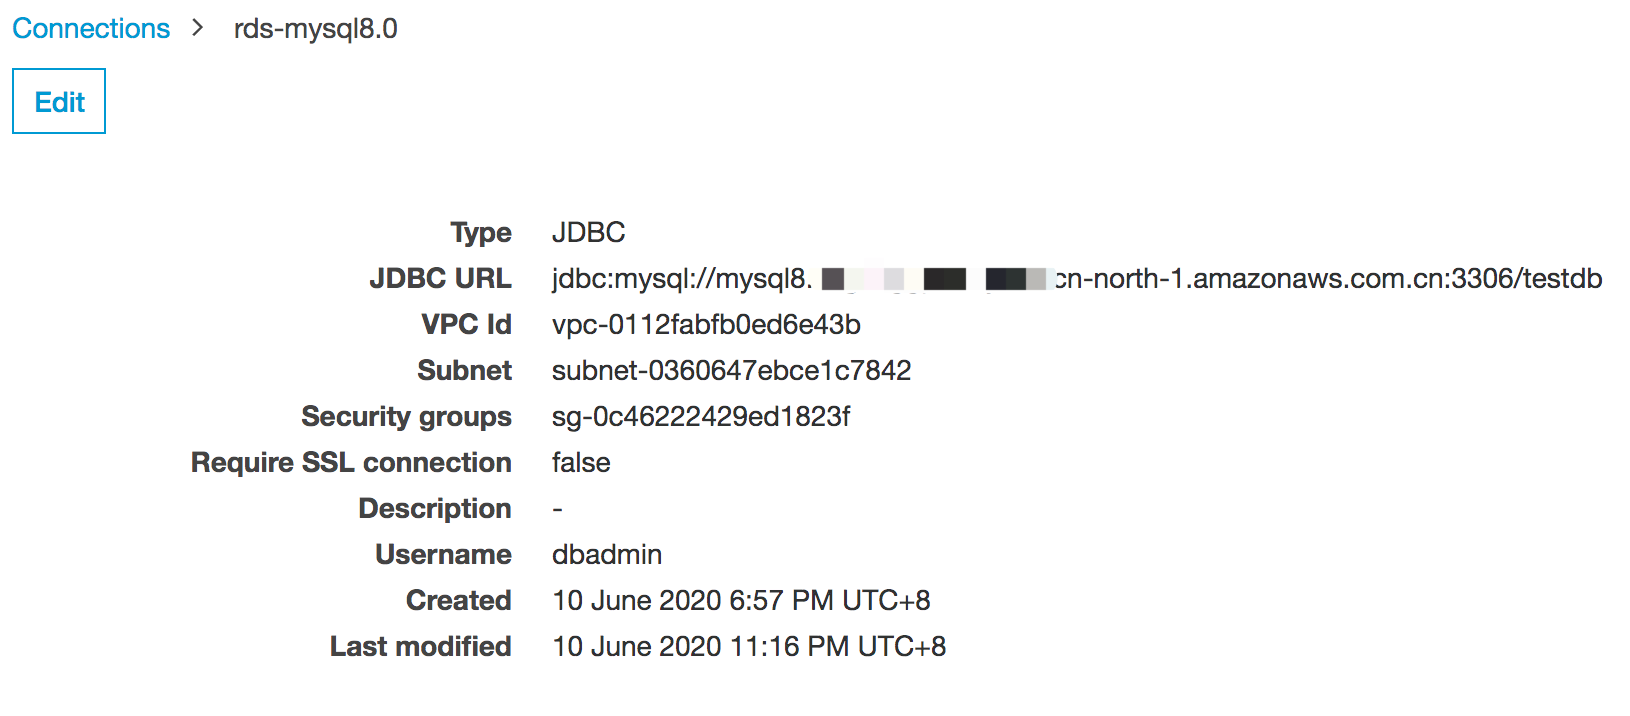 Connections > rds-mysql8.0
Edit
Type JDBC
JDBC URL jdbc:mysql://mysql8. cn-north-1.amazonaws.com.cn:3306/testdb
VPC Id vpc-0112fabfb0ed6e43b
Subnet subnet-0360647ebce1c7842
Security groups sg-0c46222429ed1823f
Require SSL connection false
Description -
Username dbadmin
Created 10 June 2020 6:57 PM UTC+8
Last modified 10 June 2020 11:16 PM UTC+8